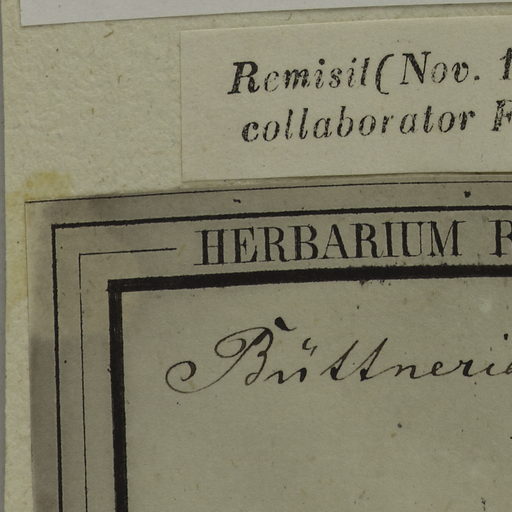 Remisit (Nov. 1
collaborator F
HERBARIUM
Büttneria